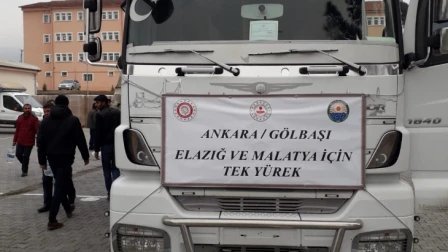 ANKARA / GÖLBAŞI
ELAZIĞ VE MALATYA İÇİN
TEK YÜREK
1840